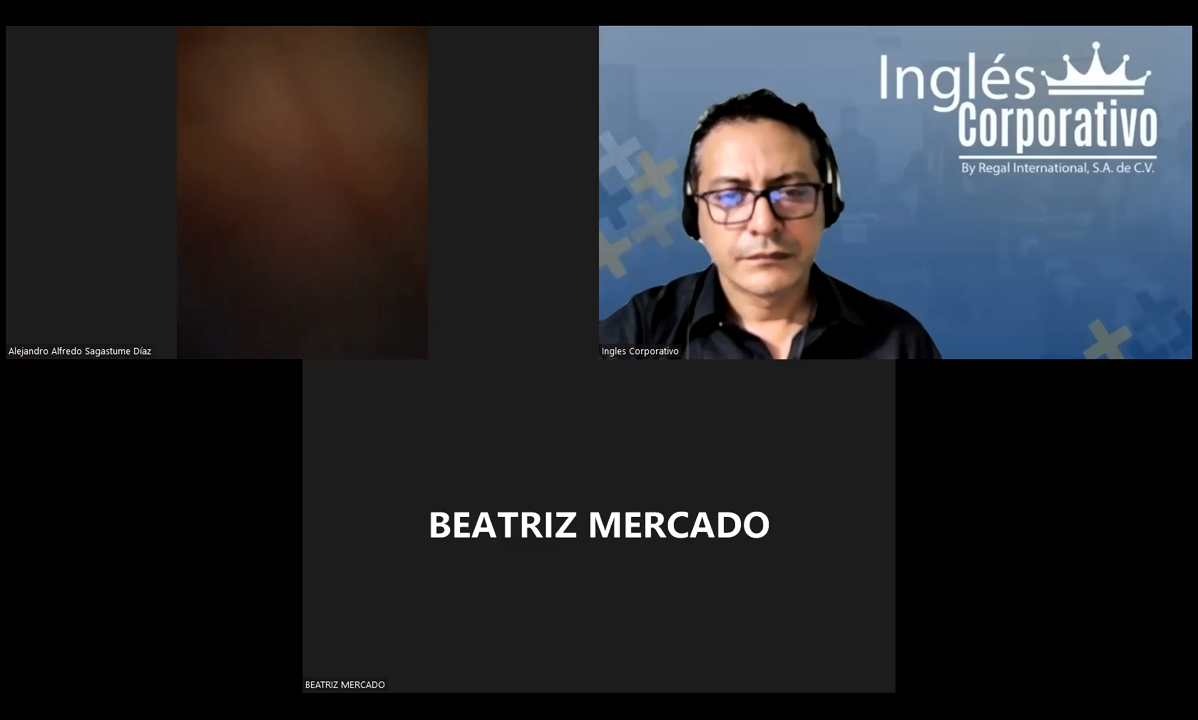 Inglés
Corporativo
By Regal International, S.A. de C.V.
Alejandro Alfredo Sagastume Díaz
Ingles Corporativo
BEATRIZ MERCADO
BEATRIZ MERCADO